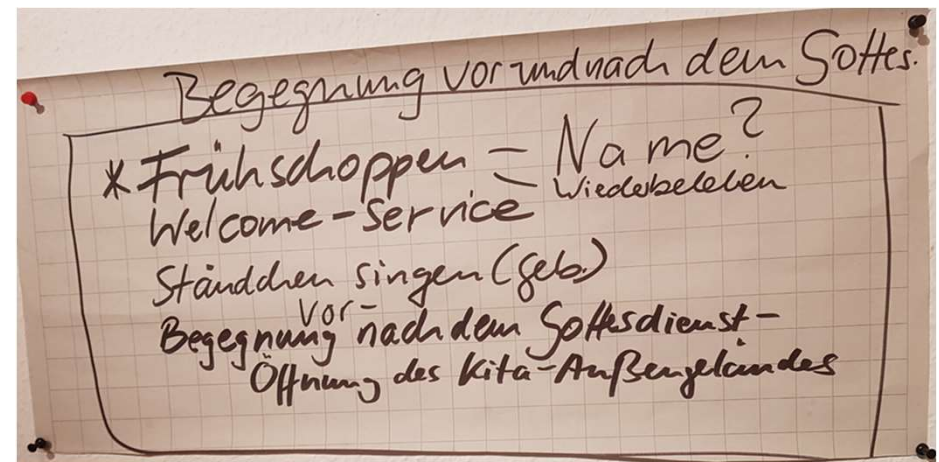 Begegnung vor und nach dem Gottes.
* Frühschoppen – Name?
– Wiederbeleben
Welcome-Service
Ständchen singen (geb.)
vor-
Begegnung nach dem Gottesdienst-
Öffnung des Kita-Außengeländes